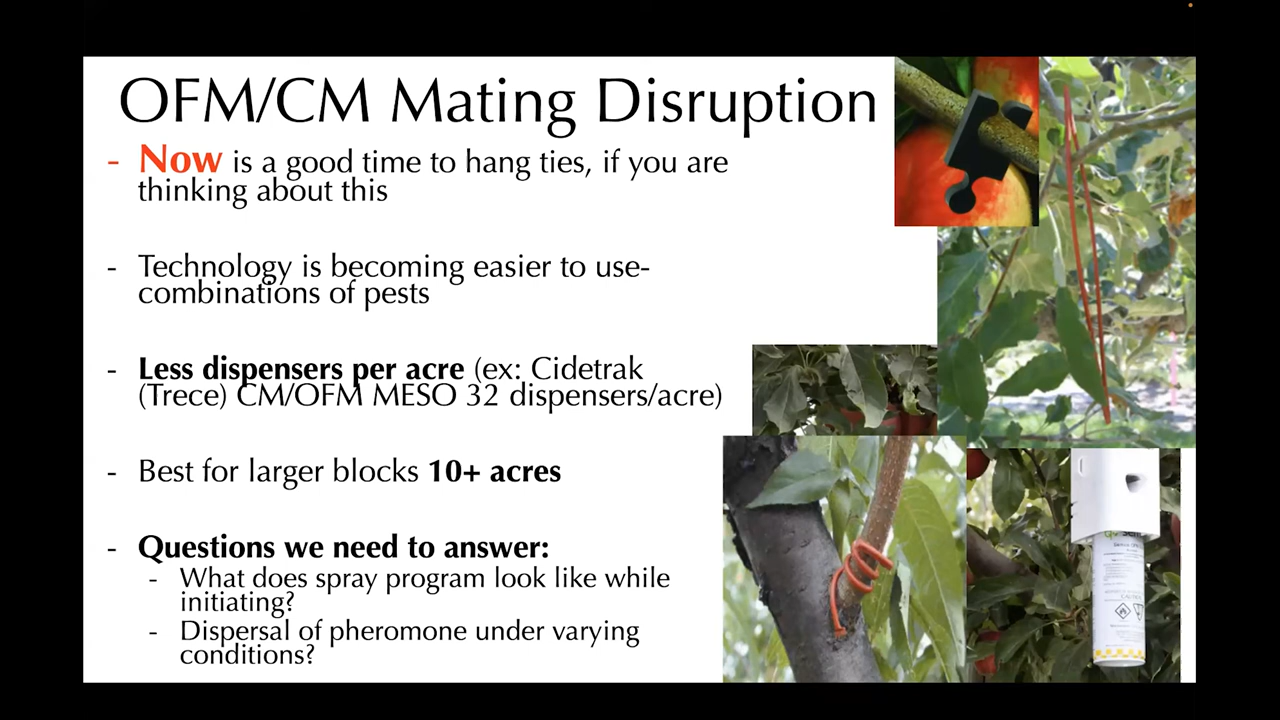 OFM/CM Mating Disruption
- Now is a good time to hang ties, if you are
thinking about this
- Technology is becoming easier to use-
combinations of pests
- Less dispensers per acre (ex: Cidetrak
(Trece) CM/OFM MESO 32 dispensers/acre)
- Best for larger blocks 10+ acres
- Questions we need to answer:
- What does spray program look like while
initiating?
- Dispersal of pheromone under varying
conditions?